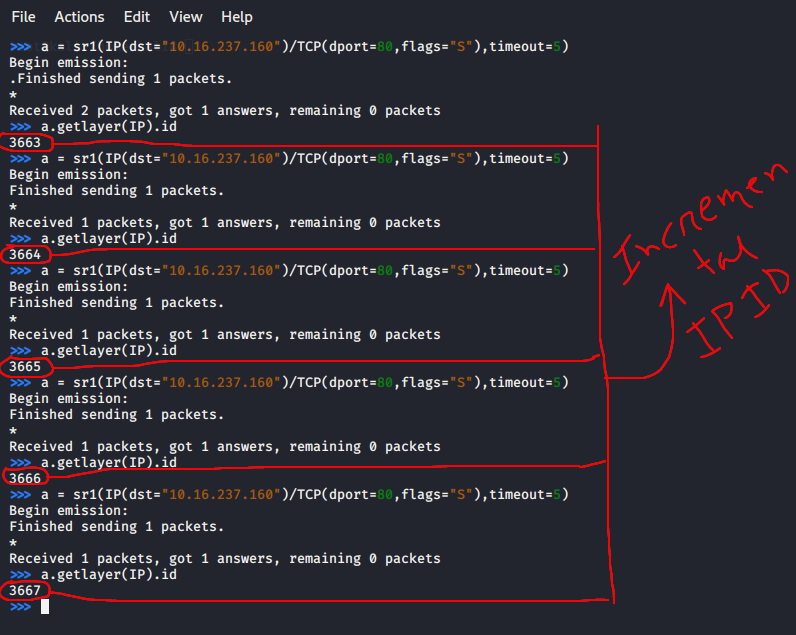 File Actions Edit View Help
>>> a = sr1(IP(dst="10.16.237.160")/TCP(dport=80,flags="S"),timeout=5)
Begin emission:
.Finished sending 1 packets.
*
Received 2 packets, got 1 answers, remaining 0 packets
>>> a.getlayer(IP).id
3663
>>> a = sr1(IP(dst="10.16.237.160")/TCP(dport=80,flags="S"),timeout=5)
Begin emission:
Finished sending 1 packets.
*
Received 1 packets, got 1 answers, remaining 0 packets
>>> a.getlayer(IP).id
3664
>>> a = sr1(IP(dst="10.16.237.160")/TCP(dport=80,flags="S"),timeout=5)
Begin emission:
Finished sending 1 packets.
*
Received 1 packets, got 1 answers, remaining 0 packets
>>> a.getlayer(IP).id
3665
>>> a = sr1(IP(dst="10.16.237.160")/TCP(dport=80,flags="S"),timeout=5)
Begin emission:
Finished sending 1 packets.
*
Received 1 packets, got 1 answers, remaining 0 packets
>>> a.getlayer(IP).id
3666
>>> a = sr1(IP(dst="10.16.237.160")/TCP(dport=80,flags="S"),timeout=5)
Begin emission:
Finished sending 1 packets.
*
Received 1 packets, got 1 answers, remaining 0 packets
>>> a.getlayer(IP).id
3667
>>>
Incremen
tal
IP ID